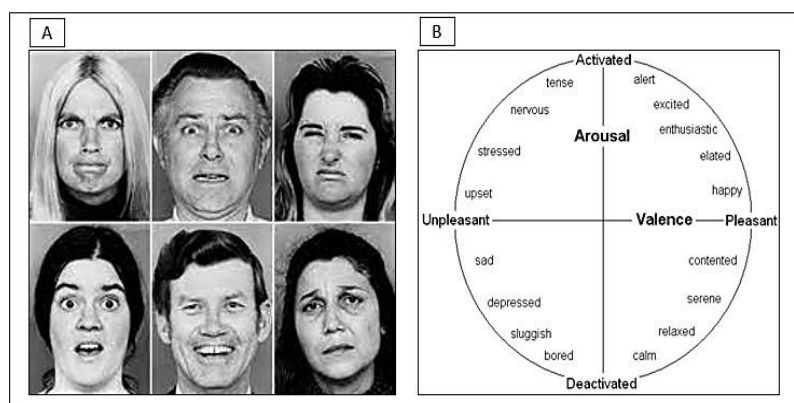 A
B
Activated
tense
alert
nervous
excited
Arousal
enthusiastic
stressed
elated
upset
happy
Unpleasant
Valence
Pleasant
sad
contented
depressed
serene
sluggish
relaxed
bored
calm
Deactivated